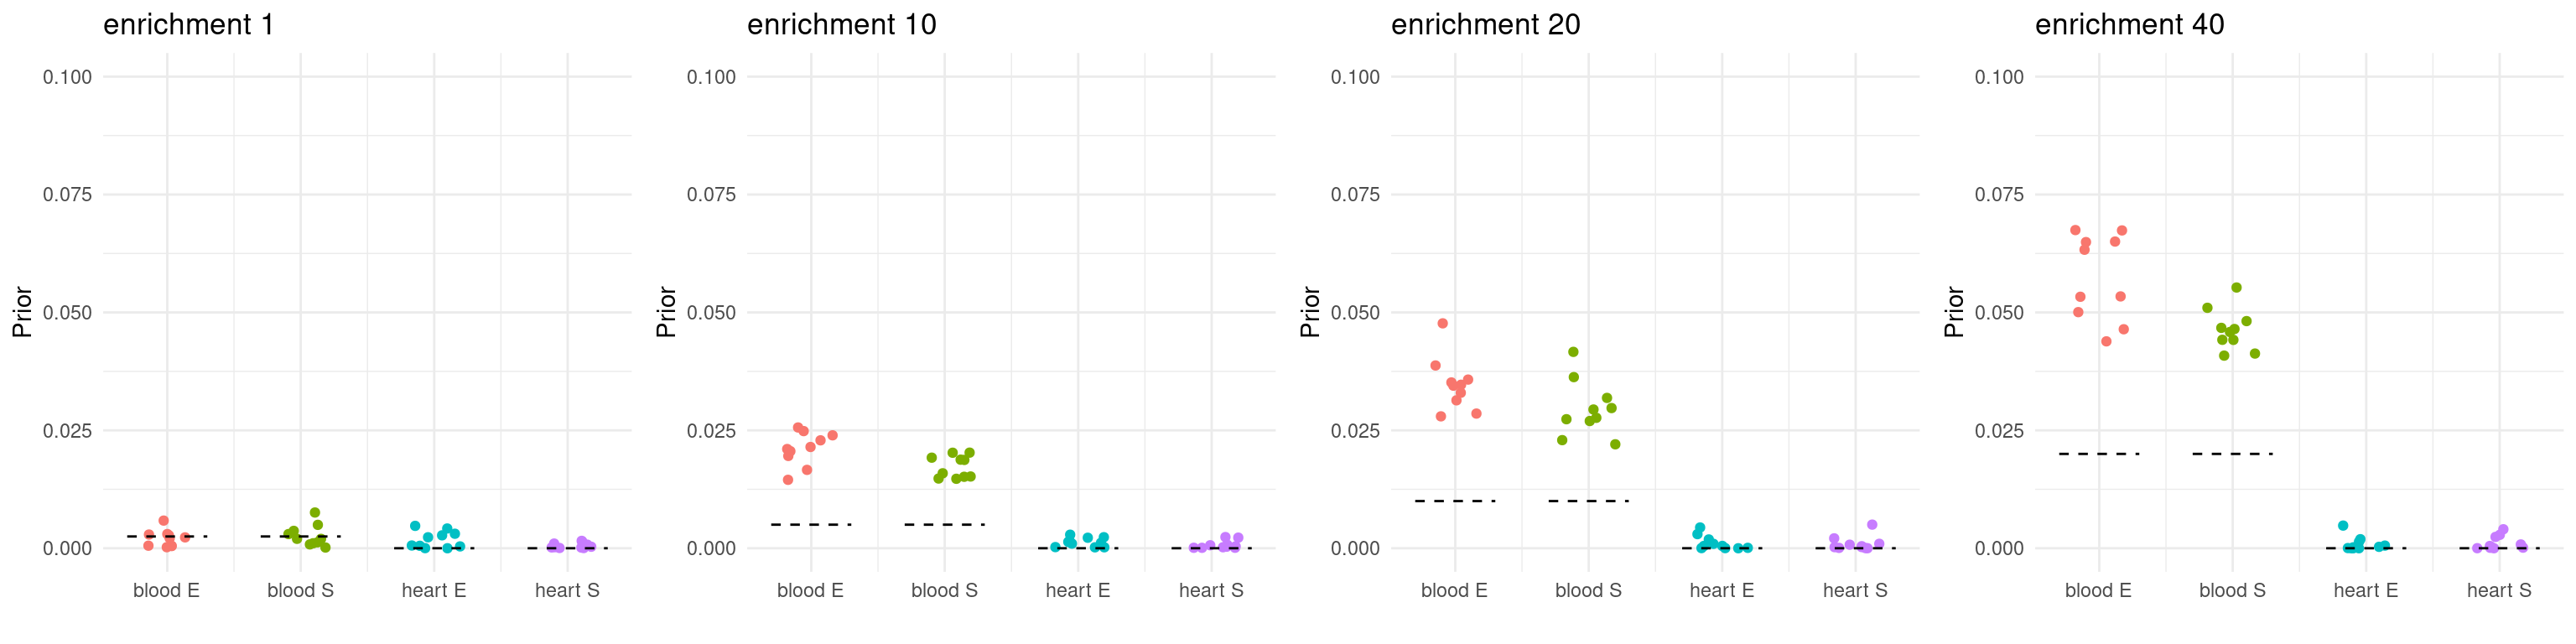 enrichment 1
Prior
0.100
0.075
0.050
0.025
0.000
blood E
blood S
heart E
heart S
enrichment 10
Prior
0.100
0.075
0.050
0.025
0.000
blood E
blood S
heart E
heart S
enrichment 20
Prior
0.100
0.075
0.050
0.025
0.000
blood E
blood S
heart E
heart S
enrichment 40
Prior
0.100
0.075
0.050
0.025
0.000
blood E
blood S
heart E
heart S